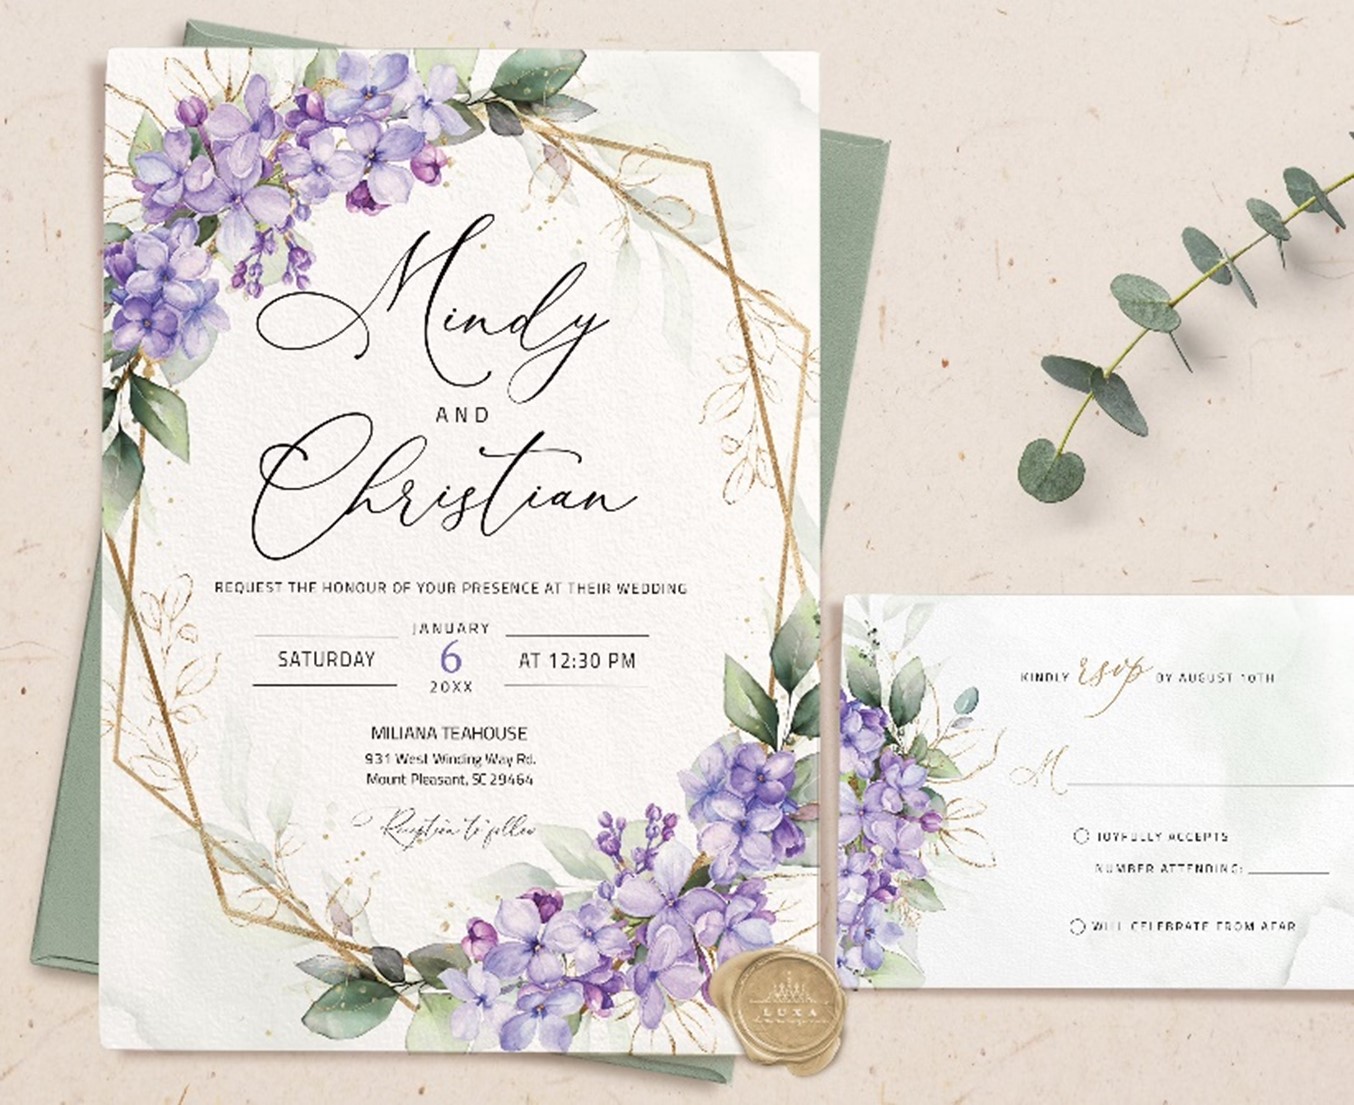 Mindy
AND
Christian
REQUEST THE HONOUR OF YOUR PRESENCE AT THEIR WEDDING
JANUARY
SATURDAY 6 AT 12:30 PM
20XX
MILIANA TEAHOUSE
931 West Winding Way Rd.
Mount Pleasant, SC 29464
Reception to follow
LUXA
KINDLY rsvp BY AUGUST 10TH
M
JOYFULLY ACCEPTS
NUMBER ATTENDING:
WILL CELEBRATE FROM AFAR